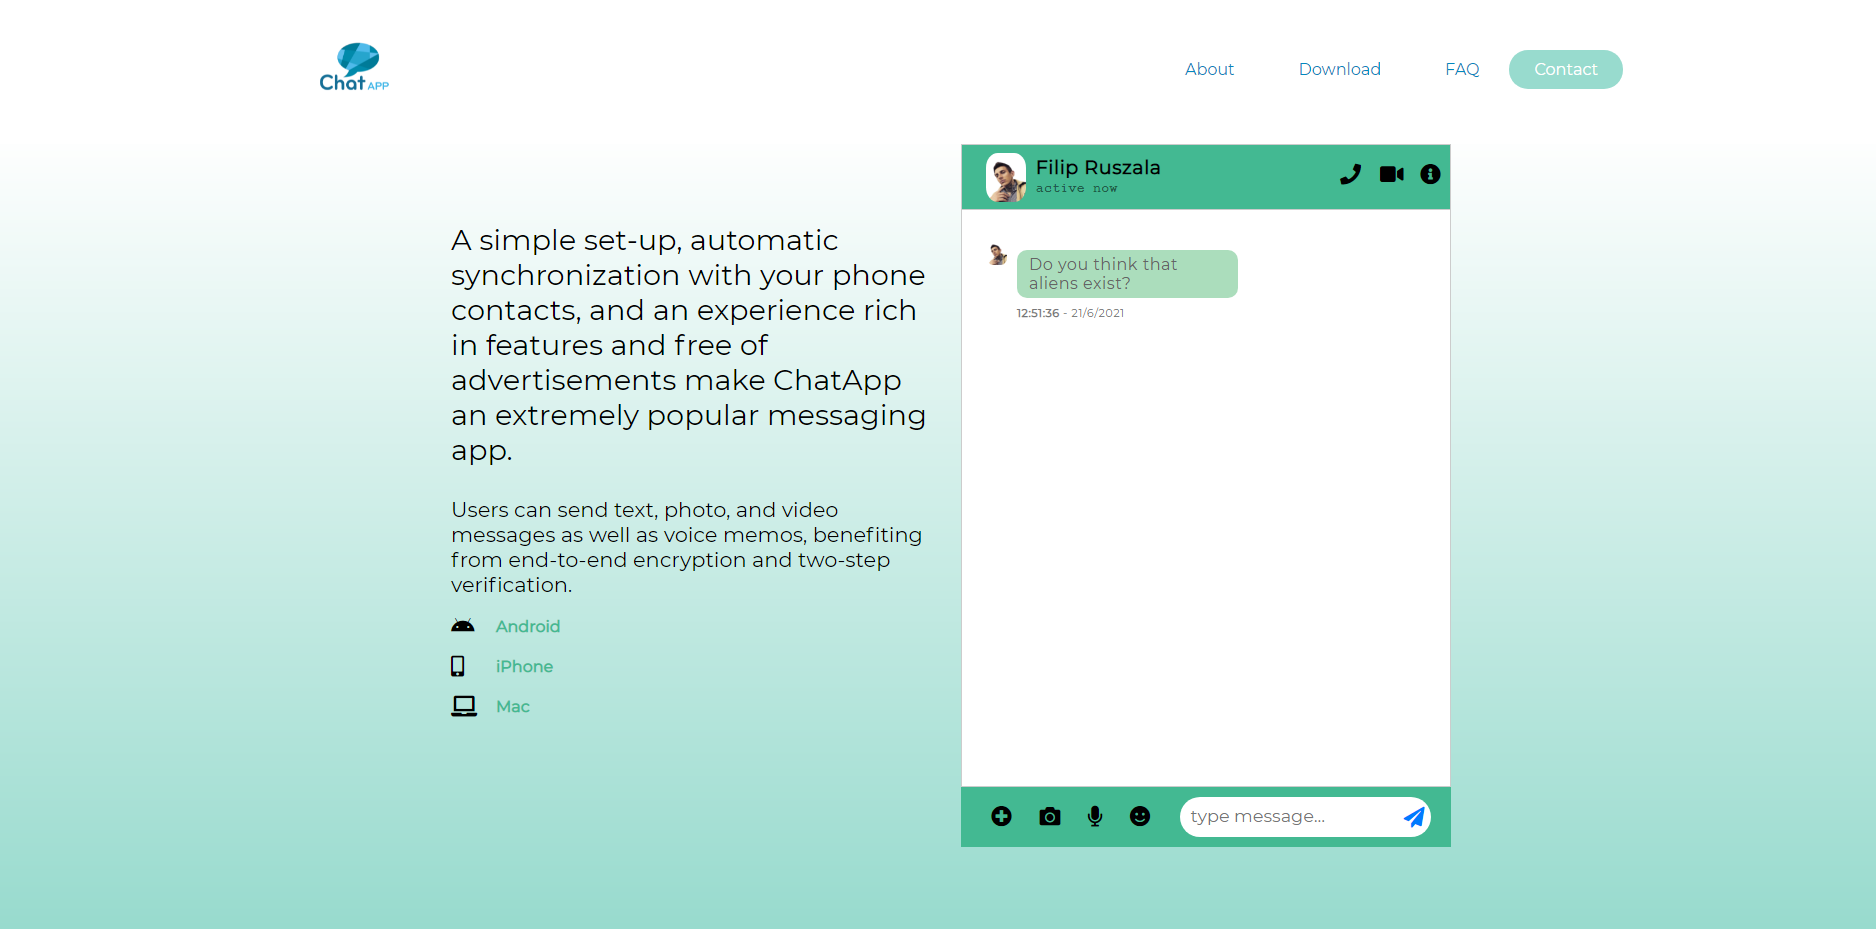 Chat APP
About
Download
FAQ
Contact
A simple set-up, automatic
synchronization with your phone
contacts, and an experience rich
in features and free of
advertisements make ChatApp
an extremely popular messaging
app.
Users can send text, photo, and video
messages as well as voice memos, benefiting
from end-to-end encryption and two-step
verification.
Android
iPhone
Mac
Filip Ruszala
active now
Do you think that
aliens exist?
12:51:36 - 21/6/2021
type message...